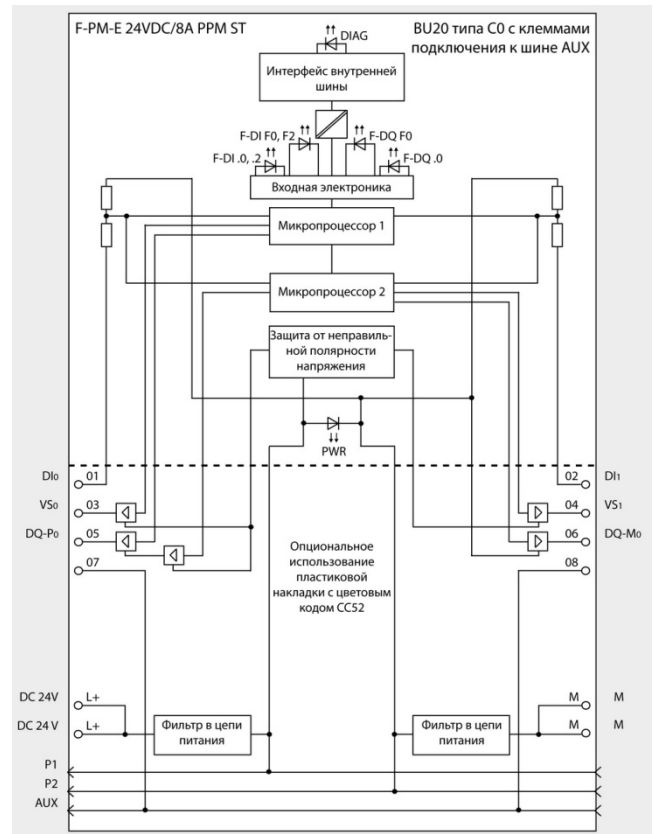 F-PM-E 24VDC/8A PPM ST
BU20 типа C0 с клеммами
подключения к шине AUX
DIAG
Интерфейс внутренней
шины
F-DI F0, F2
F-DQ F0
F-DI .0, .2
F-DQ .0
Входная электроника
Микропроцессор 1
Микропроцессор 2
Защита от неправиль-
ной полярности
напряжения
PWR
DI0 01
02 DI1
VS0 03
04 VS1
DQ-P0 05
06 DQ-M0
07
08
Опциональное
использование
пластиковой
накладки с цветовым
кодом CC52
DC 24V L+
M M
DC 24 V L+
M M
Фильтр в цепи
питания
Фильтр в цепи
питания
P1
P2
AUX